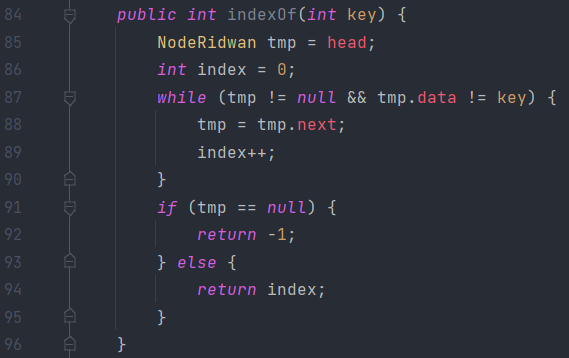 84 public int indexOf(int key) {
85 NodeRidwan tmp = head;
86 int index = 0;
87 while (tmp != null && tmp.data != key) {
88 tmp = tmp.next;
89 index++;
90 }
91 if (tmp == null) {
92 return -1;
93 } else {
94 return index;
95 }
96 }